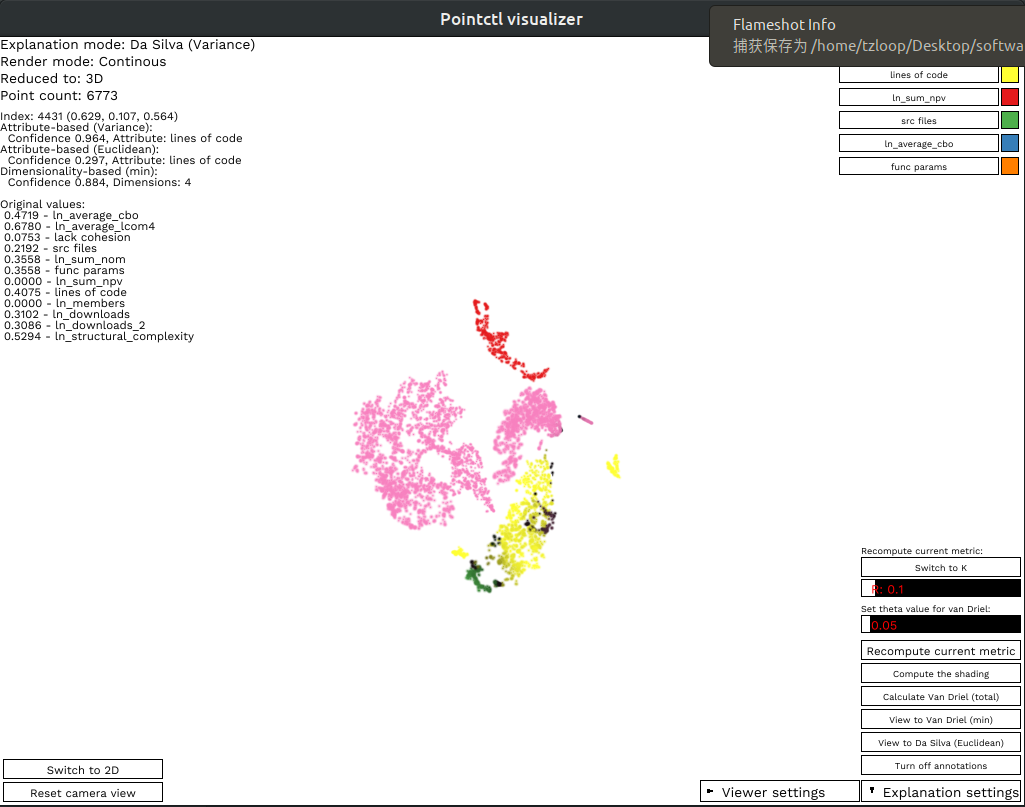 Pointctl visualizer
Flameshot Info
捕获保存为 /home/tzloop/Desktop/softwa
Explanation mode: Da Silva (Variance)
Render mode: Continous
Reduced to: 3D
Point count: 6773
Index: 4431 (0.629, 0.107, 0.564)
Attribute-based (Variance):
Confidence 0.964, Attribute: lines of code
Attribute-based (Euclidean):
Confidence 0.297, Attribute: lines of code
Dimensionality-based (min):
Confidence 0.884, Dimensions: 4
Original values:
0.4719 - ln_average_cbo
0.6780 - ln_average_lcom4
0.0753 - lack cohesion
0.2192 - src files
0.3558 - ln_sum_nom
0.3558 - func params
0.0000 - ln_sum_npv
0.4075 - lines of code
0.0000 - ln_members
0.3102 - ln_downloads
0.3086 - ln_downloads_2
0.5294 - ln_structural_complexity
lines of code
ln_sum_npv
src files
ln_average_cbo
func params
Recompute current metric:
Switch to K
R: 0.1
Set theta value for van Driel:
0.05
Recompute current metric
Compute the shading
Calculate Van Driel (total)
View to Van Driel (min)
View to Da Silva (Euclidean)
Turn off annotations
Switch to 2D
Reset camera view
Viewer settings
Explanation settings